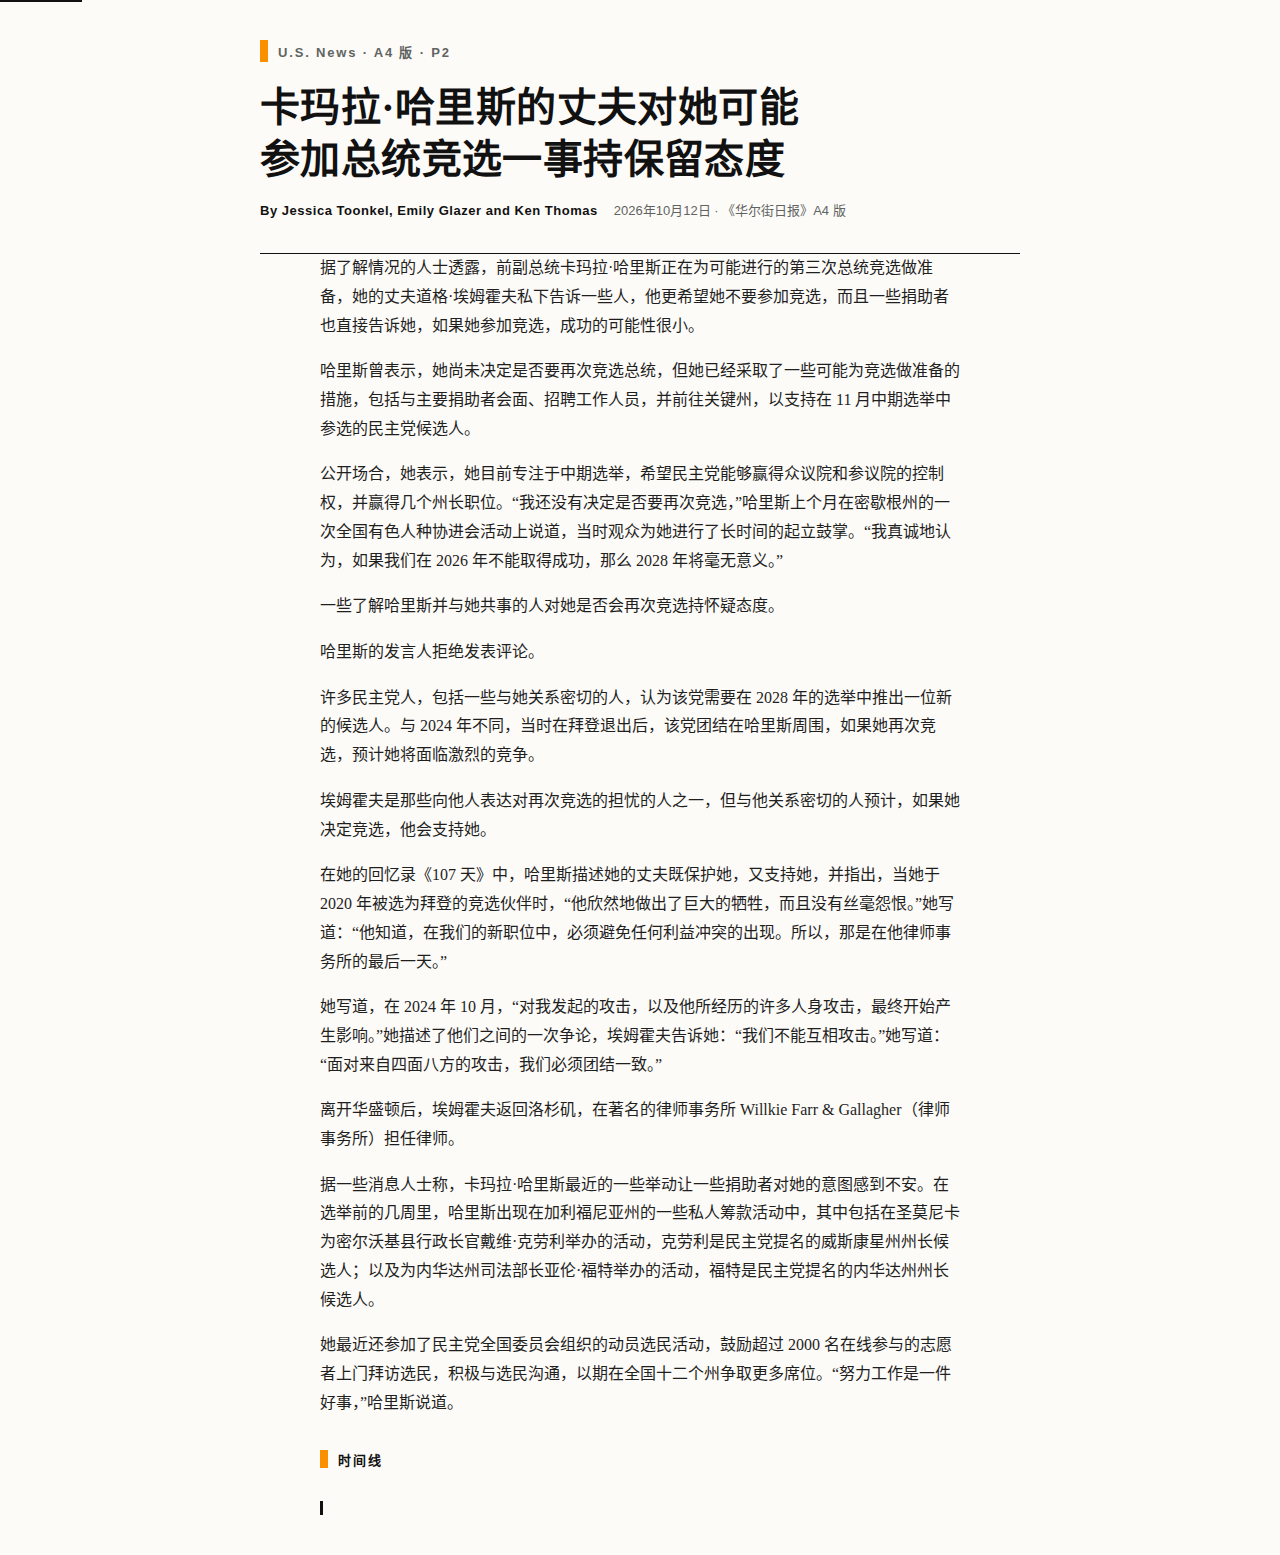 U.S. News · A4 版 · P2
卡玛拉·哈里斯的丈夫对她可能
参加总统竞选一事持保留态度
By Jessica Toonkel, Emily Glazer and Ken Thomas 2026年10月12日 · 《华尔街日报》A4 版
据了解情况的人士透露，前副总统卡玛拉·哈里斯正在为可能进行的第三次总统竞选做准
备，她的丈夫道格·埃姆霍夫私下告诉一些人，他更希望她不要参加竞选，而且一些捐助者
也直接告诉她，如果她参加竞选，成功的可能性很小。
哈里斯曾表示，她尚未决定是否要再次竞选总统，但她已经采取了一些可能为竞选做准备的
措施，包括与主要捐助者会面、招聘工作人员，并前往关键州，以支持在 11 月中期选举中
参选的民主党候选人。
公开场合，她表示，她目前专注于中期选举，希望民主党能够赢得众议院和参议院的控制
权，并赢得几个州长职位。“我还没有决定是否要再次竞选，”哈里斯上个月在密歇根州的一
次全国有色人种协进会活动上说道，当时观众为她进行了长时间的起立鼓掌。“我真诚地认
为，如果我们在 2026 年不能取得成功，那么 2028 年将毫无意义。”
一些了解哈里斯并与她共事的人对她是否会再次竞选持怀疑态度。
哈里斯的发言人拒绝发表评论。
许多民主党人，包括一些与她关系密切的人，认为该党需要在 2028 年的选举中推出一位新
的候选人。与 2024 年不同，当时在拜登退出后，该党团结在哈里斯周围，如果她再次竞
选，预计她将面临激烈的竞争。
埃姆霍夫是那些向他人表达对再次竞选的担忧的人之一，但与他关系密切的人预计，如果她
决定竞选，他会支持她。
在她的回忆录《107 天》中，哈里斯描述她的丈夫既保护她，又支持她，并指出，当她于
2020 年被选为拜登的竞选伙伴时，“他欣然地做出了巨大的牺牲，而且没有丝毫怨恨。”她写
道：“他知道，在我们的新职位中，必须避免任何利益冲突的出现。所以，那是在他律师事
务所的最后一天。”
她写道，在 2024 年 10 月，“对我发起的攻击，以及他所经历的许多人身攻击，最终开始产
生影响。”她描述了他们之间的一次争论，埃姆霍夫告诉她：“我们不能互相攻击。”她写道：
“面对来自四面八方的攻击，我们必须团结一致。”
离开华盛顿后，埃姆霍夫返回洛杉矶，在著名的律师事务所 Willkie Farr & Gallagher（律师
事务所）担任律师。
据一些消息人士称，卡玛拉·哈里斯最近的一些举动让一些捐助者对她的意图感到不安。在
选举前的几周里，哈里斯出现在加利福尼亚州的一些私人筹款活动中，其中包括在圣莫尼卡
为密尔沃基县行政长官戴维·克劳利举办的活动，克劳利是民主党提名的威斯康星州州长候
选人；以及为内华达州司法部长亚伦·福特举办的活动，福特是民主党提名的内华达州州长
候选人。
她最近还参加了民主党全国委员会组织的动员选民活动，鼓励超过 2000 名在线参与的志愿
者上门拜访选民，积极与选民沟通，以期在全国十二个州争取更多席位。“努力工作是一件
好事，”哈里斯说道。
时间线